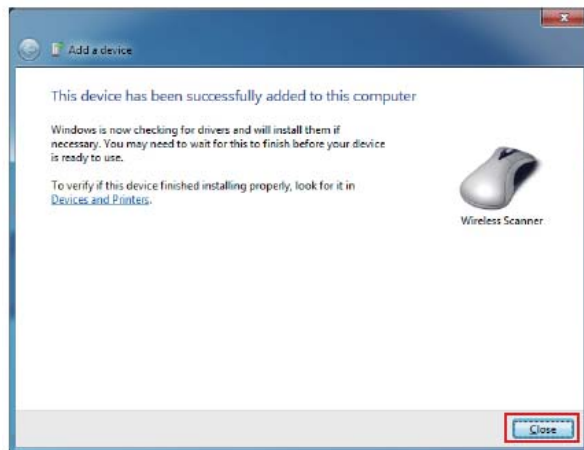 Add a device
This device has been successfully added to this computer
Windows is now checking for drivers and will install them if
necessary. You may need to wait for this to finish before your device
is ready to use.
To verify if this device finished installing properly, look for it in
Devices and Printers.
Wireless Scanner
Close